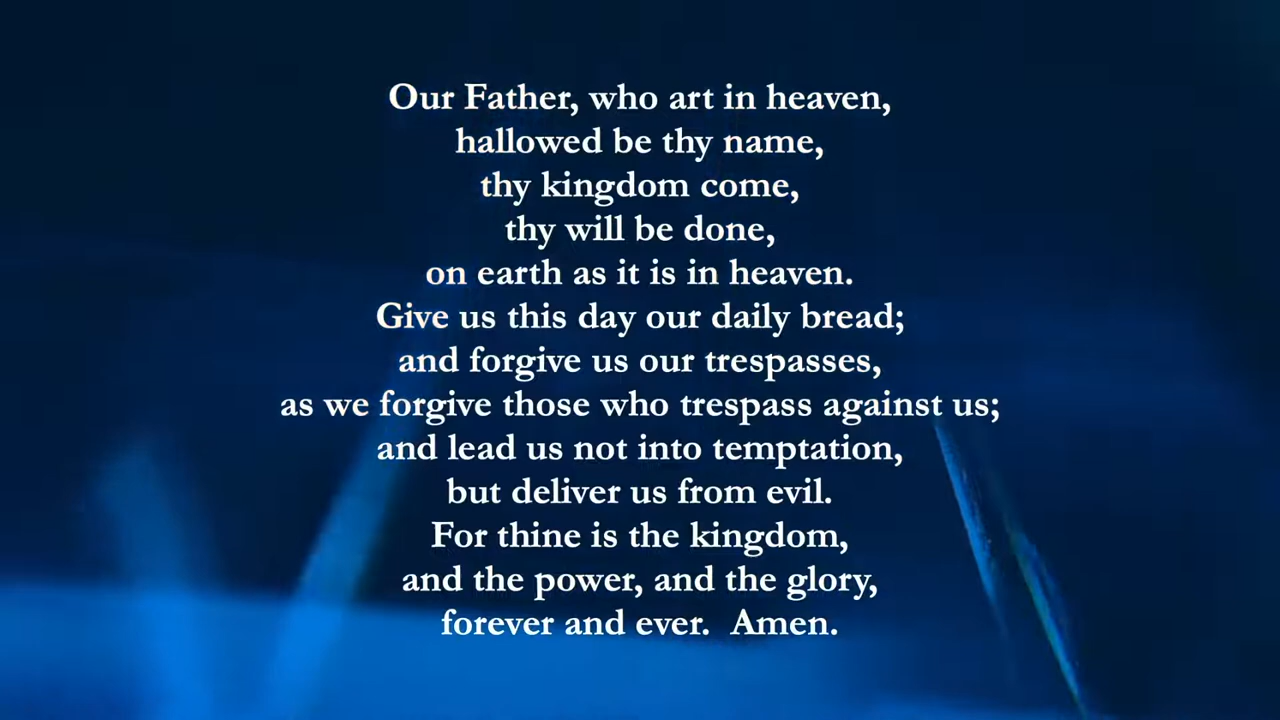 Our Father, who art in heaven,
hallowed be thy name,
thy kingdom come,
thy will be done,
on earth as it is in heaven.
Give us this day our daily bread;
and forgive us our trespasses,
as we forgive those who trespass against us;
and lead us not into temptation,
but deliver us from evil.
For thine is the kingdom,
and the power, and the glory,
forever and ever.  Amen.